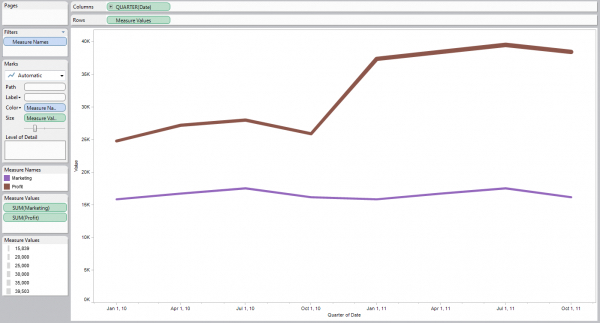 Pages
Columns QUARTER(Date)
Rows Measure Values
Filters
Measure Names
Marks
Automatic
Path
Label
Color Measure Na..
Size Measure Val..
Level of Detail
Measure Names
Marketing
Profit
Measure Values
SUM(Marketing)
SUM(Profit)
Measure Values
15,839
20,000
25,000
30,000
35,000
39,503
40K
35K
30K
25K
20K
15K
10K
5K
0K
Value
Jan 1, 10
Apr 1, 10
Jul 1, 10
Oct 1, 10
Jan 1, 11
Apr 1, 11
Jul 1, 11
Oct 1, 11
Quarter of Date